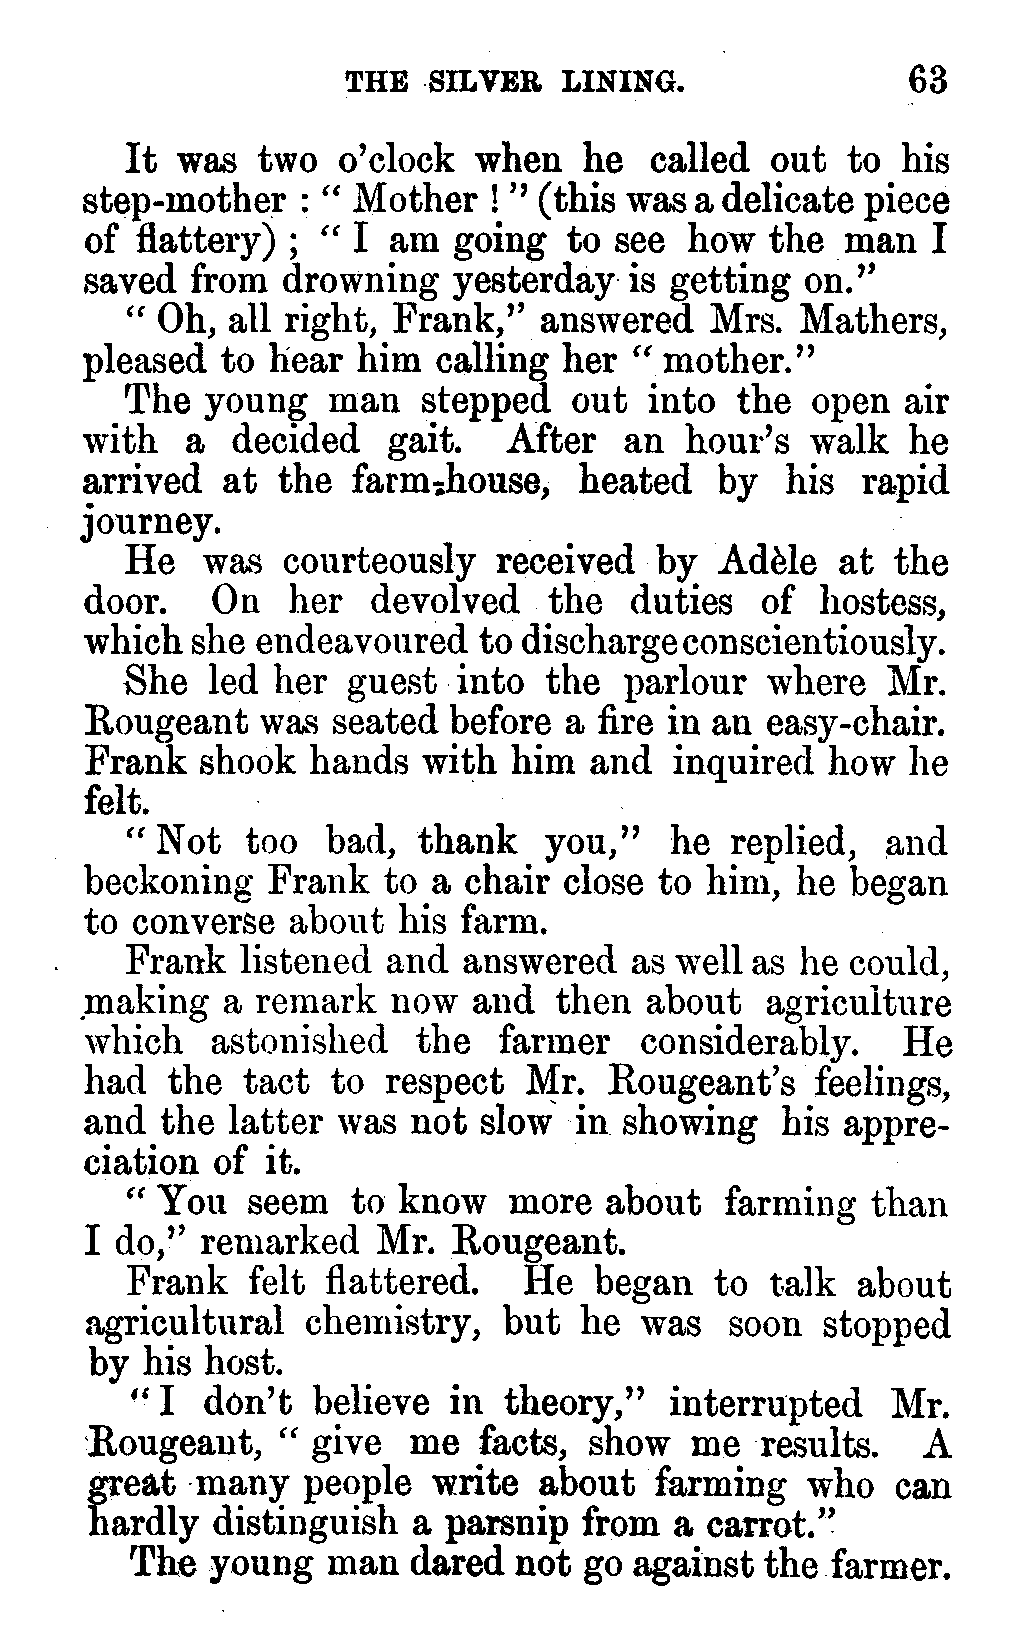 THE SILVER LINING. 63
It was two o'clock when he called out to his
step-mother : “ Mother ! ” (this was a delicate piece
of flattery) ; “ I am going to see how the man I
saved from drowning yesterday is getting on.”
“ Oh, all right, Frank,” answered Mrs. Mathers,
pleased to hear him calling her “ mother.”
The young man stepped out into the open air
with a decided gait. After an hour's walk he
arrived at the farm-house, heated by his rapid
journey.
He was courteously received by Adèle at the
door. On her devolved the duties of hostess,
which she endeavoured to discharge conscientiously.
She led her guest into the parlour where Mr.
Rougeant was seated before a fire in an easy-chair.
Frank shook hands with him and inquired how he
felt.
“ Not too bad, thank you,” he replied, and
beckoning Frank to a chair close to him, he began
to converse about his farm.
Frank listened and answered as well as he could,
making a remark now and then about agriculture
which astonished the farmer considerably. He
had the tact to respect Mr. Rougeant's feelings,
and the latter was not slow in showing his appre-
ciation of it.
“ You seem to know more about farming than
I do,” remarked Mr. Rougeant.
Frank felt flattered. He began to talk about
agricultural chemistry, but he was soon stopped
by his host.
“ I don't believe in theory,” interrupted Mr.
Rougeant, “ give me facts, show me results. A
great many people write about farming who can
hardly distinguish a parsnip from a carrot.”
The young man dared not go against the farmer.